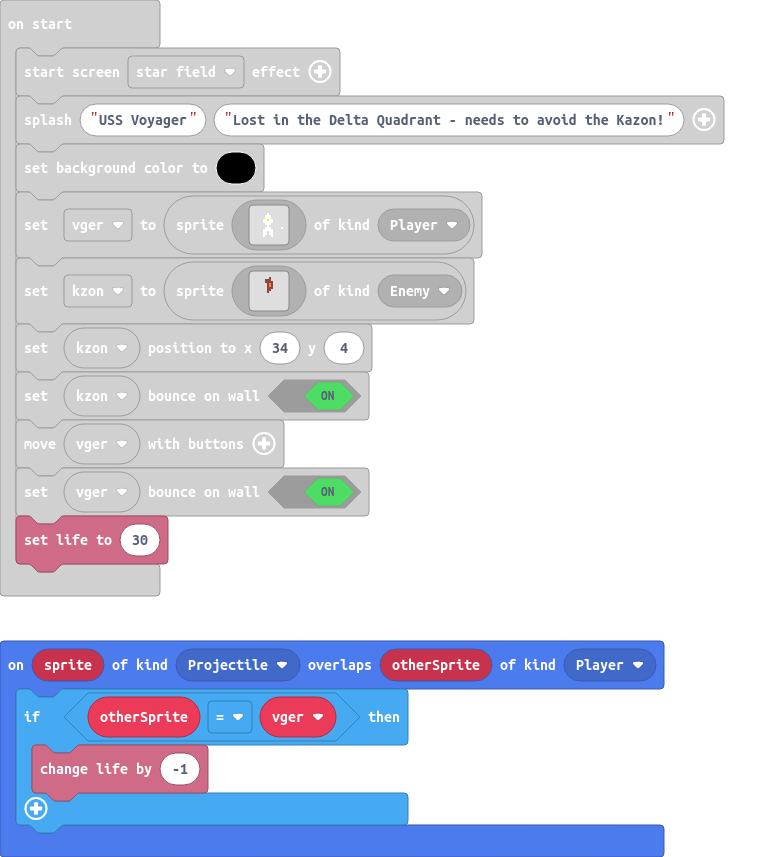 on start
start screen star field effect
splash "USS Voyager" "Lost in the Delta Quadrant - needs to avoid the Kazon!"
set background color to
set vger to sprite of kind Player
set kzon to sprite of kind Enemy
set kzon position to x 34 y 4
set kzon bounce on wall ON
move vger with buttons
set vger bounce on wall ON
set life to 30
on sprite of kind Projectile overlaps otherSprite of kind Player
if otherSprite = vger then
change life by -1